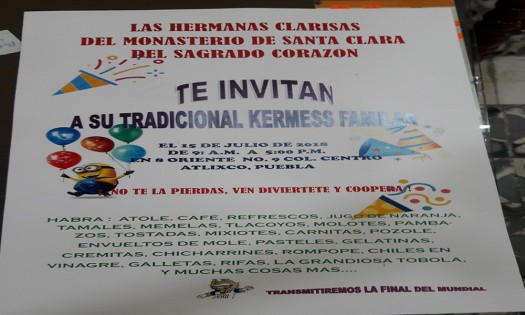 LAS HERMANAS CLARISAS
DEL MONASTERIO DE SANTA CLARA
DEL SAGRADO CORAZON
TE INVITAN
A SU TRADICIONAL KERMESS FAMILIAR
EL 15 DE JULIO DE 2018
DE 9: A.M. A 5:00 P.M.
EN 8 ORIENTE NO. 9 COL. CENTRO
ATLIXCO, PUEBLA
NO TE LA PIERDAS, VEN DIVIERTETE Y COOPERA !
HABRA : ATOLE, CAFE, REFRESCOS, JUGO DE NARANJA,
TAMALES, MEMELAS, TLACOYOS, MOLOTES, PAMBA-
ZOS, TOSTADAS, MIXIOTES, CARNITAS, POZOLE,
ENVUELTOS DE MOLE, PASTELES, GELATINAS,
CREMITAS, CHICHARRINES, ROMPOPE, CHILES EN
VINAGRE, GALLETAS, RIFAS, LA GRANDIOSA TOBOLA.
Y MUCHAS COSAS MAS....
TRANSMITIREMOS LA FINAL DEL MUNDIAL